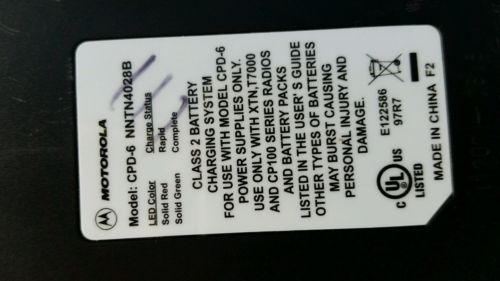 MOTOROLA
Model: CPD-6 NNTN4028B
LED Color Charge Status
Solid Red Rapid
Solid Green Complete
CLASS 2 BATTERY
CHARGING SYSTEM
FOR USE WITH MODEL CPD-6
POWER SUPPLIES ONLY.
USE ONLY WITH XTN,T7000
AND CP100 SERIES RADIOS
AND BATTERY PACKS
LISTED IN THE USER'S GUIDE
OTHER TYPES OF BATTERIES
MAY BURST CAUSING
PERSONAL INJURY AND
DAMAGE.
E122586
97R7
C UL US
LISTED
MADE IN CHINA F2